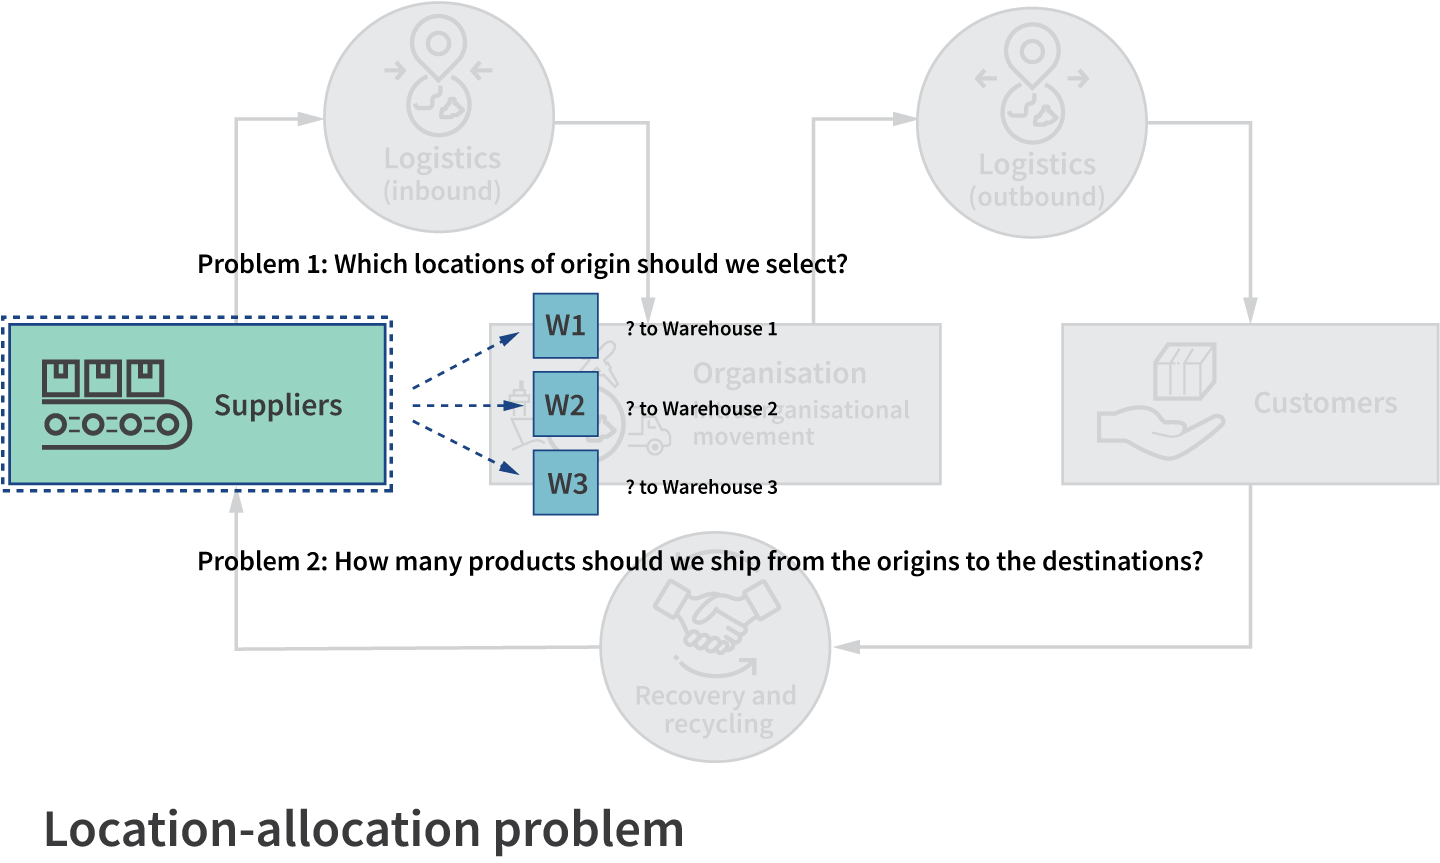 Logistics
(inbound)
Logistics
(outbound)
Problem 1: Which locations of origin should we select?
Suppliers
W1
? to Warehouse 1
W2
? to Warehouse 2
W3
? to Warehouse 3
Organisation
organisational
movement
Customers
Problem 2: How many products should we ship from the origins to the destinations?
Recovery and
recycling
Location-allocation problem